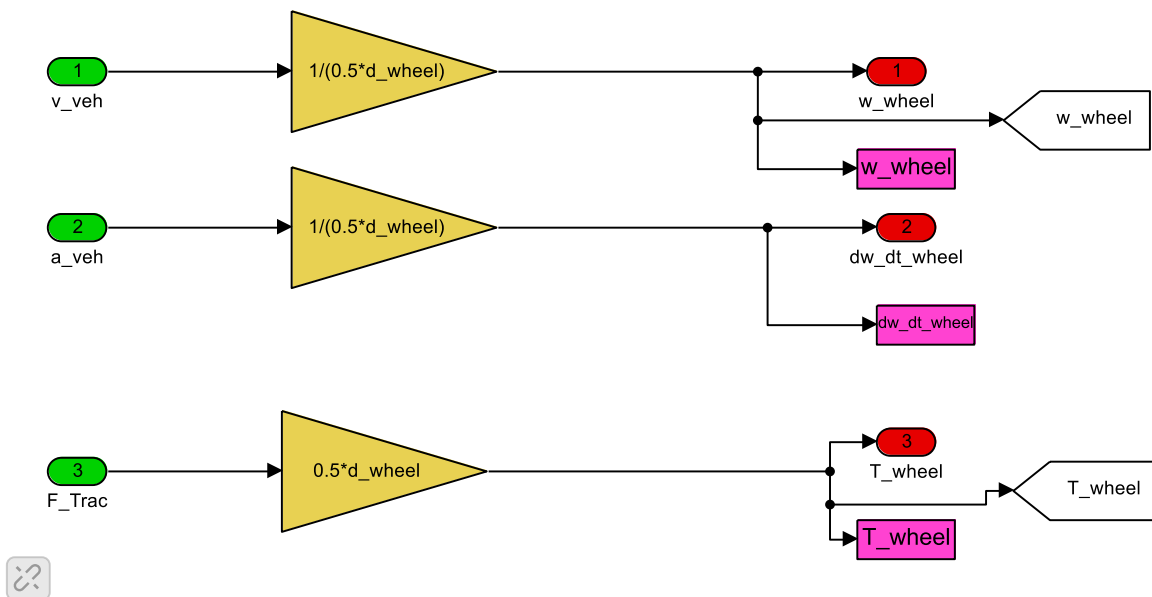 1
v_veh
1/(0.5*d_wheel)
1
w_wheel
w_wheel
w_wheel
2
a_veh
1/(0.5*d_wheel)
2
dw_dt_wheel
dw_dt_wheel
3
F_Trac
0.5*d_wheel
3
T_wheel
T_wheel
T_wheel